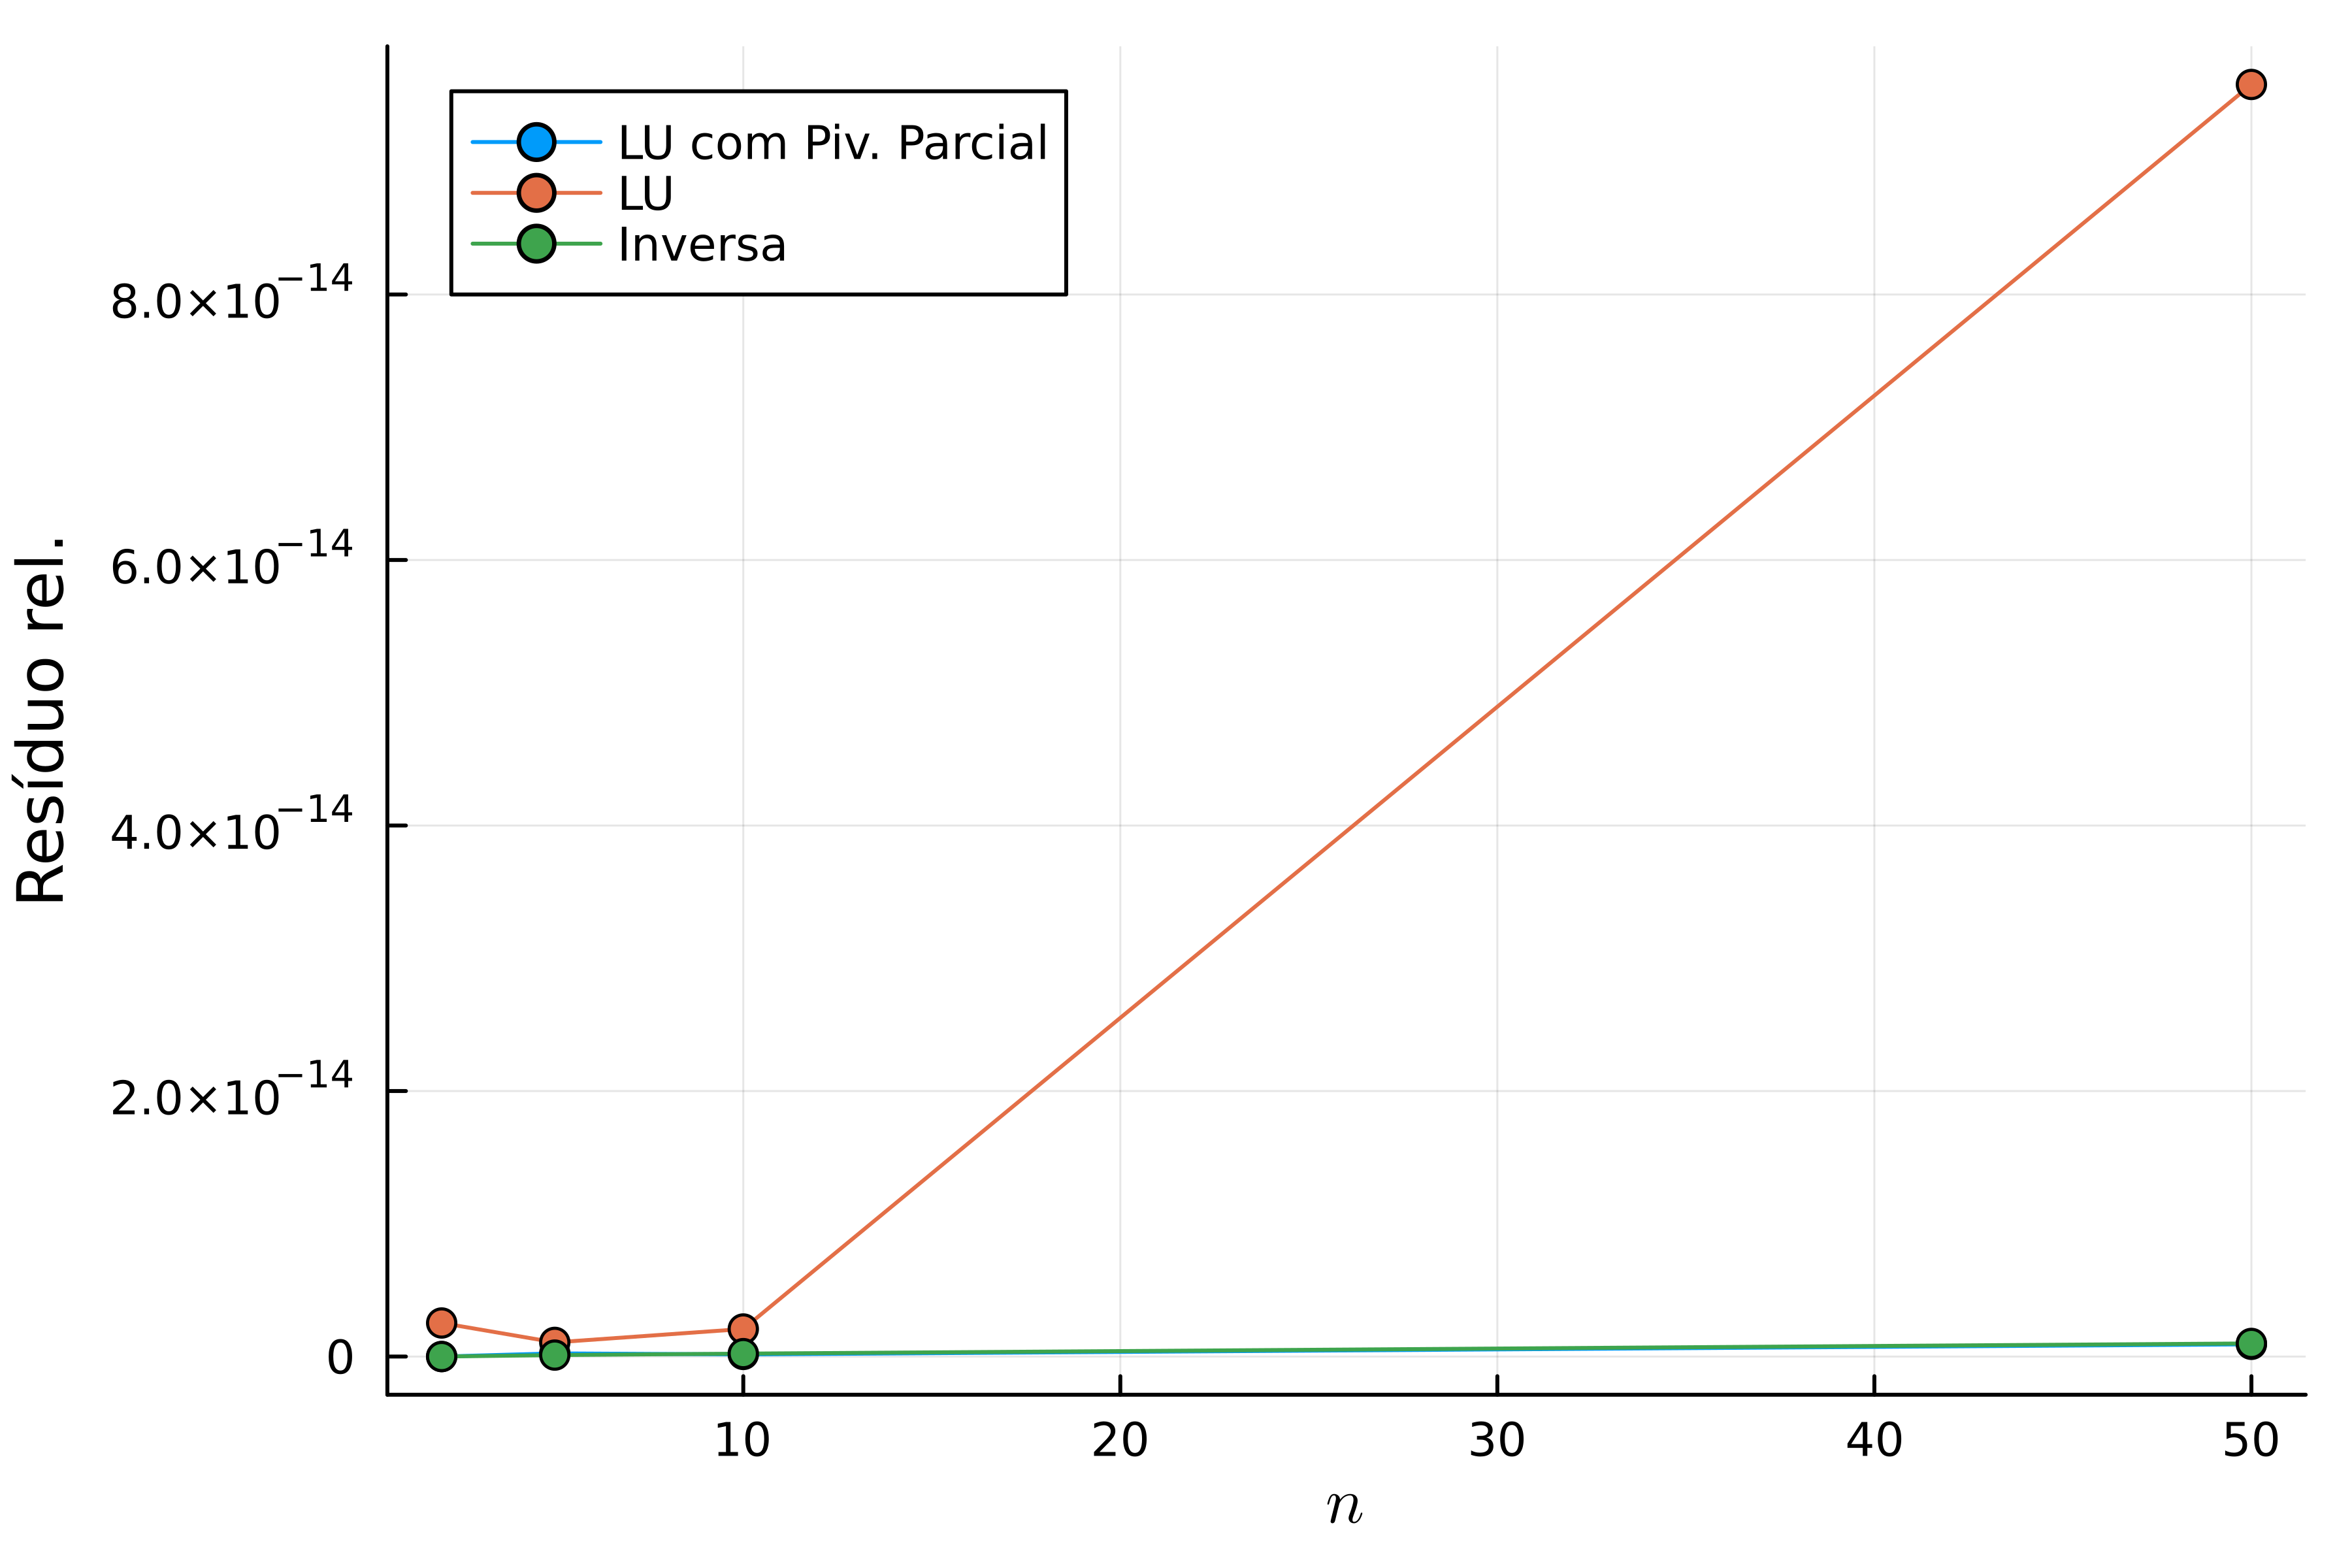 LU com Piv. Parcial
LU
Inversa
Resíduo rel.
8.0×10⁻¹⁴
6.0×10⁻¹⁴
4.0×10⁻¹⁴
2.0×10⁻¹⁴
0
10 20 30 40 50
n